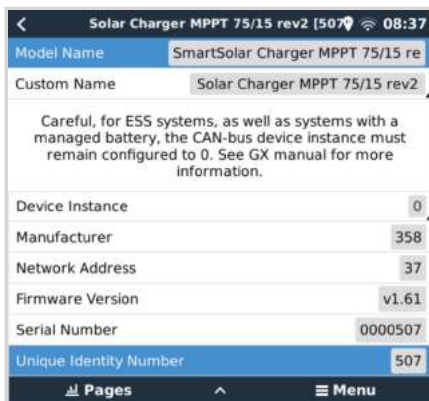 Solar Charger MPPT 75/15 rev2 [507 08:37
Model Name SmartSolar Charger MPPT 75/15 re
Custom Name Solar Charger MPPT 75/15 rev2
Careful, for ESS systems, as well as systems with a
managed battery, the CAN-bus device instance must
remain configured to 0. See GX manual for more
information.
Device Instance 0
Manufacturer 358
Network Address 37
Firmware Version v1.61
Serial Number 0000507
Unique Identity Number 507
Pages Menu